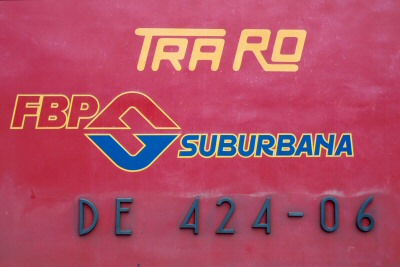 TRA RO
FBP SUBURBANA
DE 424-06